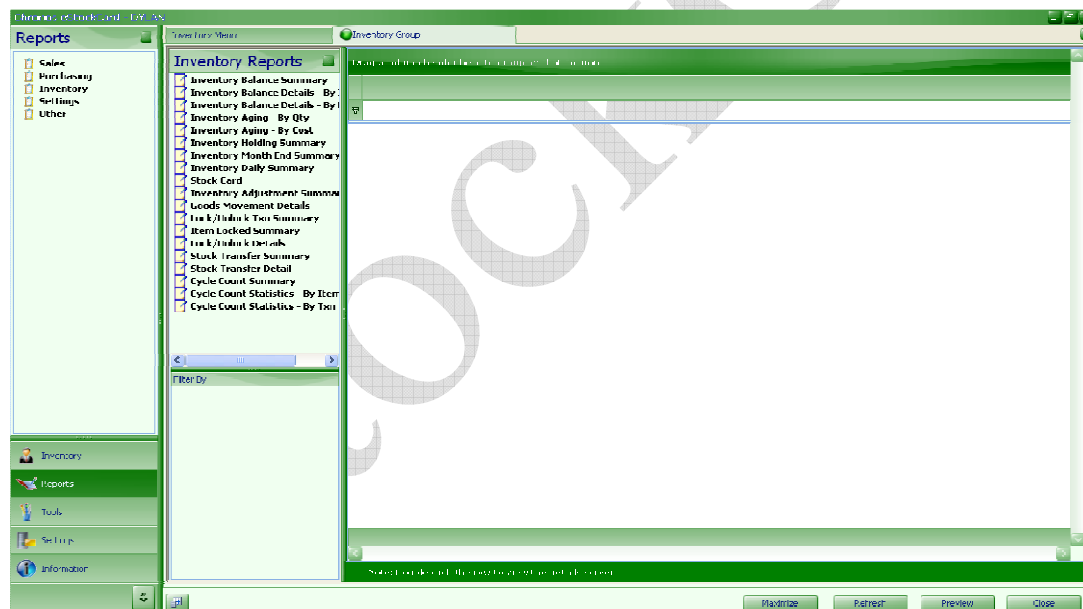 Reports
Sales
Purchasing
Inventory
Settings
Other
Inventory
Reports
Tools
Settings
Information
Inventory Menu
Inventory Group
Inventory Reports
Inventory Balance Summary
Inventory Balance Details - By
Inventory Balance Details - By
Inventory Aging - By Qty
Inventory Aging - By Cost
Inventory Holding Summary
Inventory Month End Summary
Inventory Daily Summary
Stock Card
Inventory Adjustment Summa
Goods Movement Details
Lock/Unlock Txn Summary
Item Locked Summary
Lock/Unlock Details
Stock Transfer Summary
Stock Transfer Detail
Cycle Count Summary
Cycle Count Statistics - By Item
Cycle Count Statistics - By Txn
Filter By
Maximize
Refresh
Preview
Close